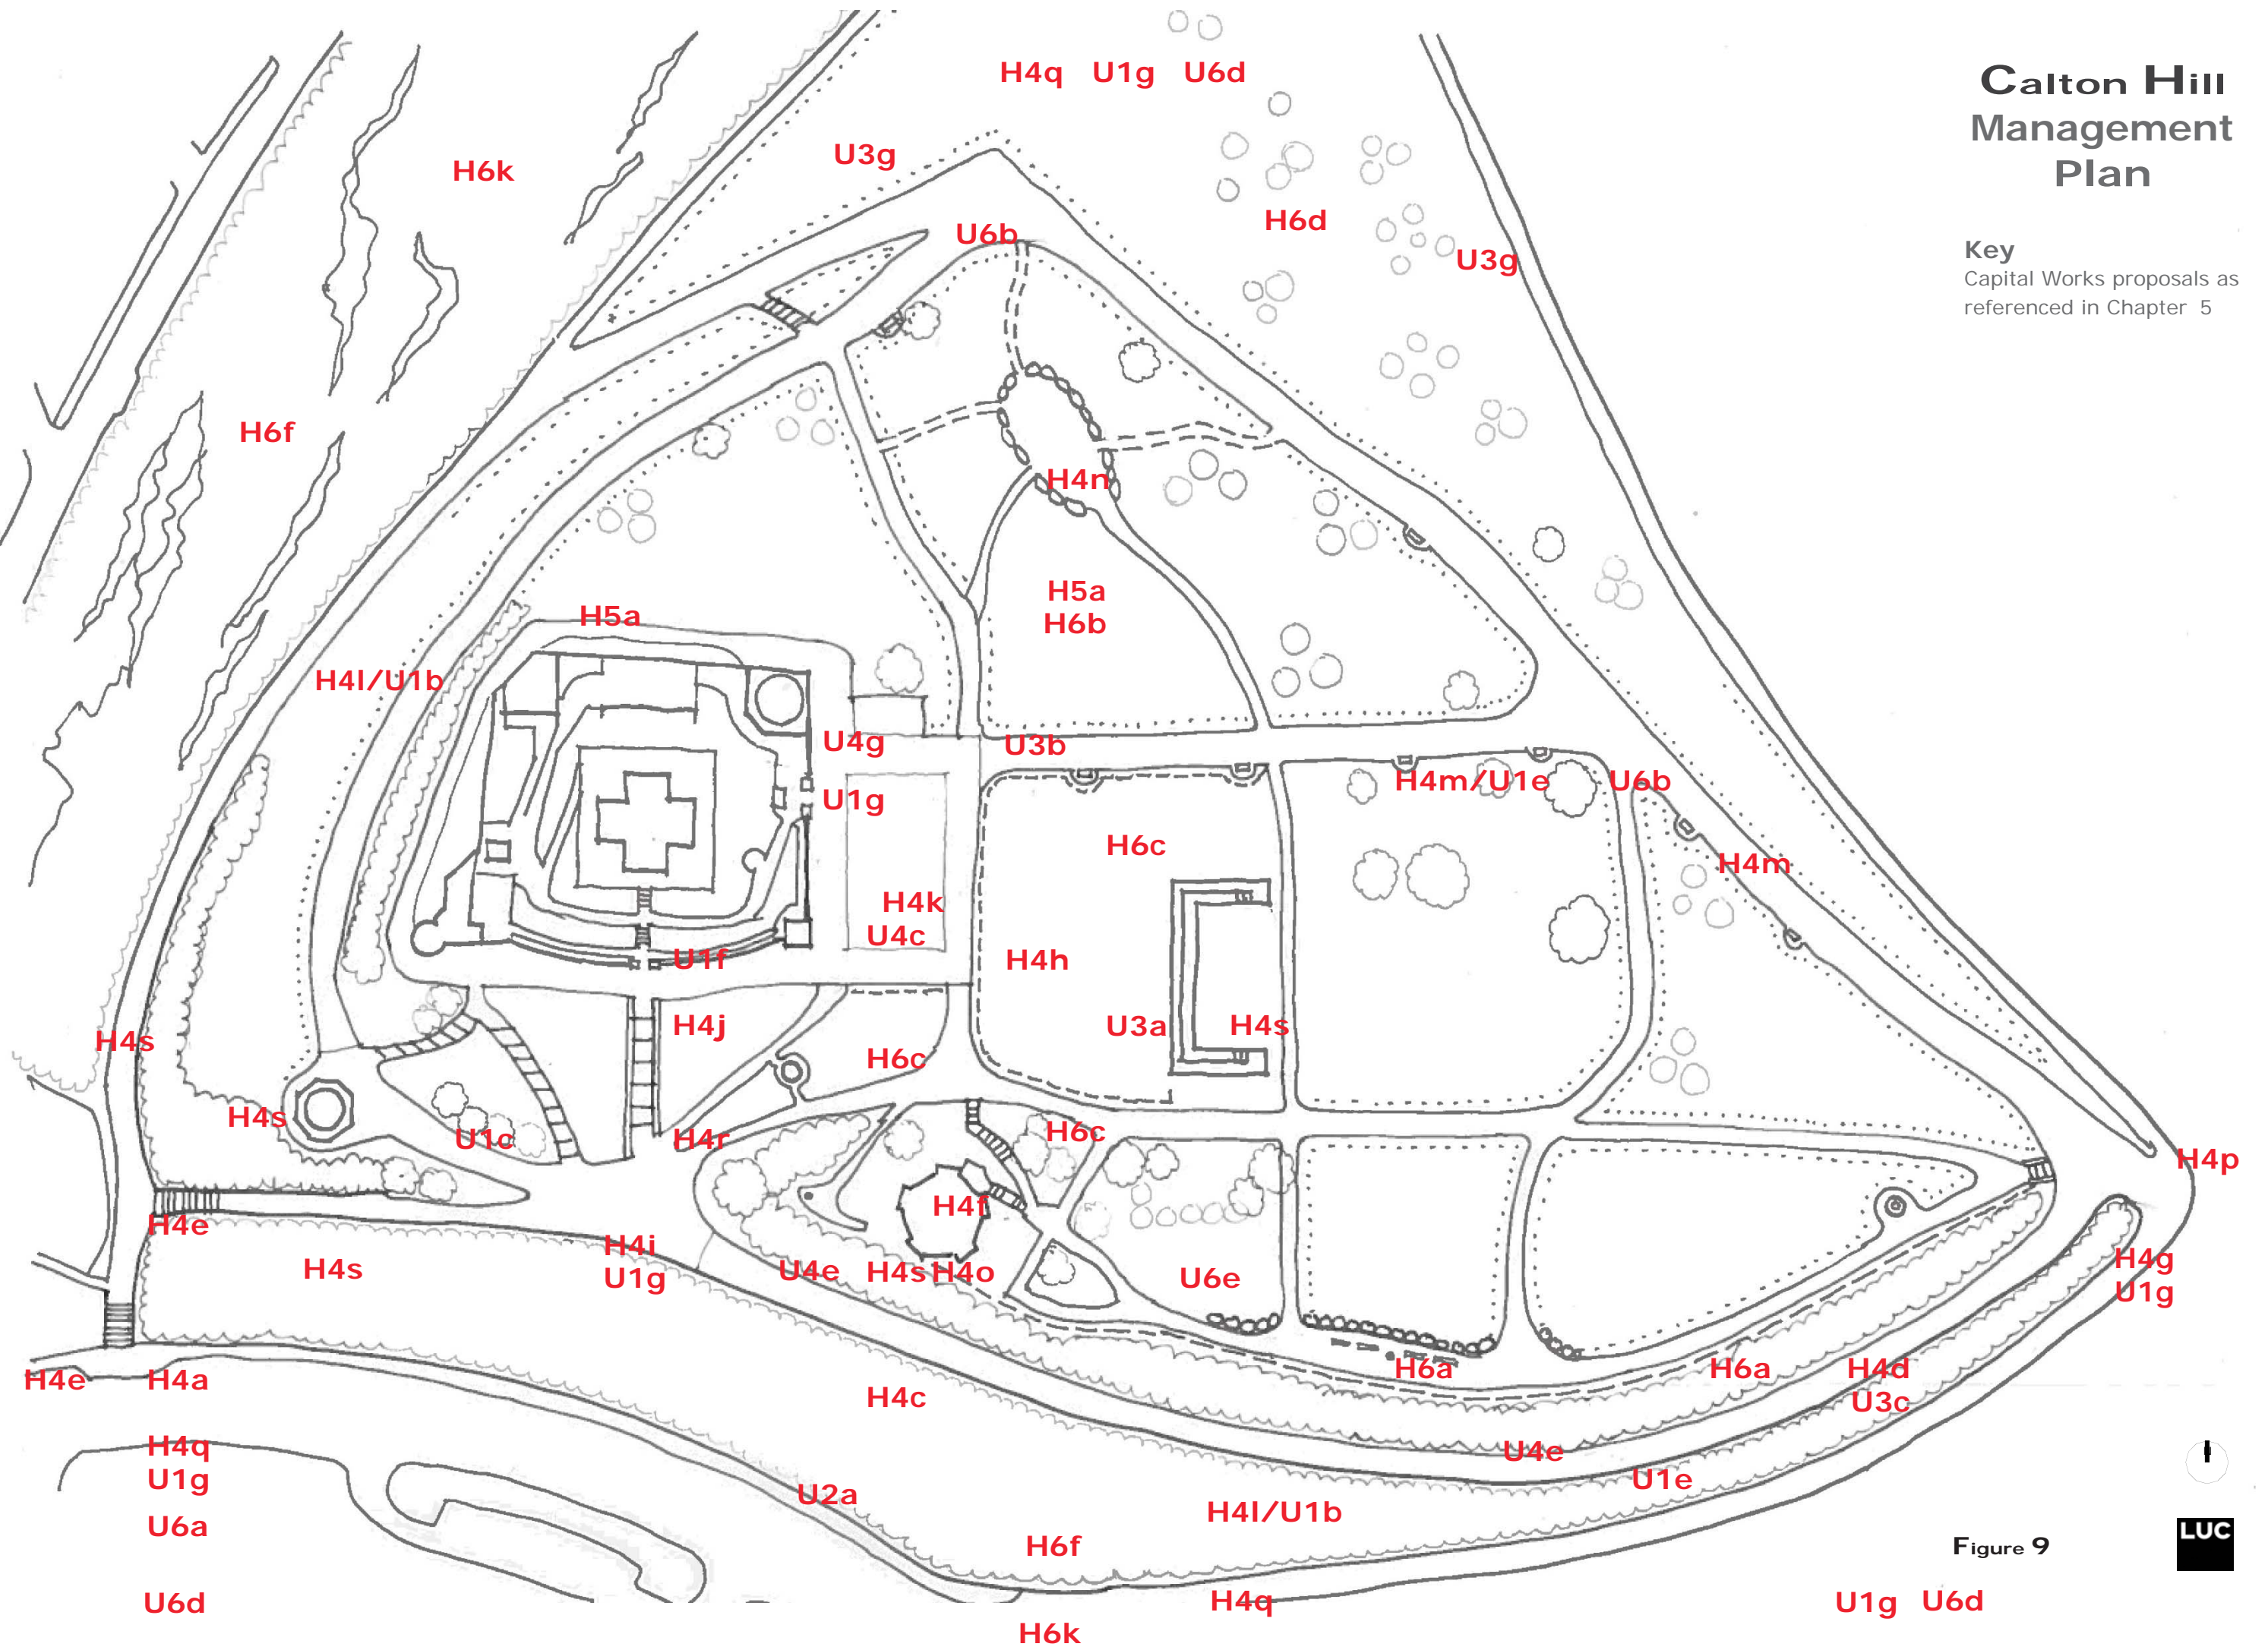 Calton Hill
Management
Plan
Key
Capital Works proposals as
referenced in Chapter 5
H4q U1g U6d
U3g
H6k
H6d
U6b
U3g
H6f
H4n
H5a
H6b
H5a
H4l/U1b
U4g
U3b
U1g
H4m/U1e
U6b
H6c
H4m
H4k
U4c
U1f
H4h
H4j
U3a
H4s
H4s
H6c
H4s
U1c
H4r
H6c
H4p
H4f
H4e
H4i
U1g
H4s
U4e
H4s
H4o
U6e
H4g
U1g
H4e
H4a
H4c
H6a
H6a
H4d
U3c
H4q
U1g
U4e
U1e
U2a
H4l/U1b
U6a
H6f
Figure 9
LUC
U6d
H4q
U1g U6d
H6k